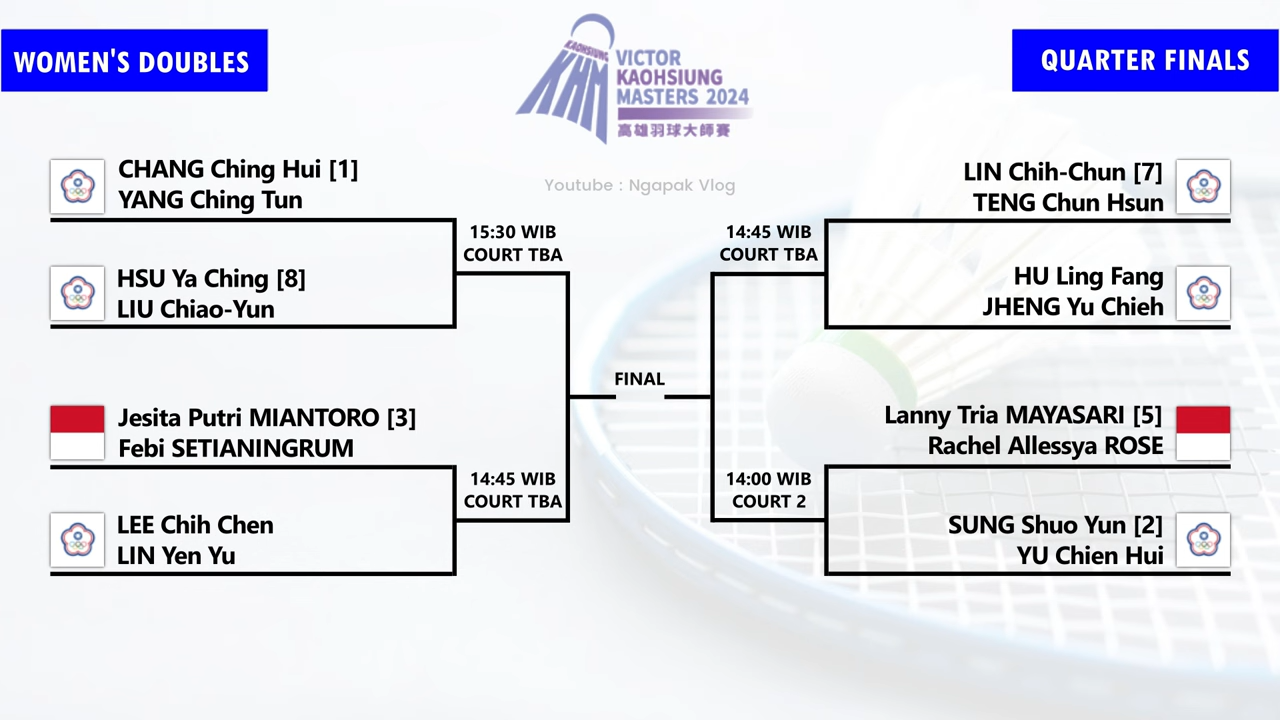 WOMEN'S DOUBLES
KAOHSIUNG
KHM
VICTOR
KAOHSIUNG
MASTERS 2024
高雄羽球大師賽
QUARTER FINALS
Youtube : Ngapak Vlog
CHANG Ching Hui [1]
YANG Ching Tun
15:30 WIB
COURT TBA
HSU Ya Ching [8]
LIU Chiao-Yun
Jesita Putri MIANTORO [3]
Febi SETIANINGRUM
14:45 WIB
COURT TBA
LEE Chih Chen
LIN Yen Yu
FINAL
LIN Chih-Chun [7]
TENG Chun Hsun
14:45 WIB
COURT TBA
HU Ling Fang
JHENG Yu Chieh
Lanny Tria MAYASARI [5]
Rachel Allessya ROSE
14:00 WIB
COURT 2
SUNG Shuo Yun [2]
YU Chien Hui